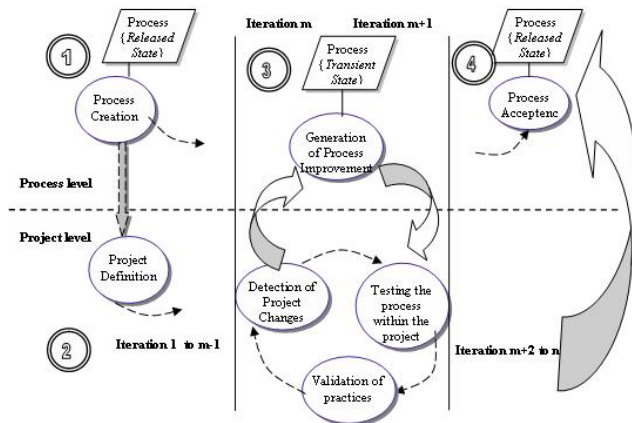 Iteration m
Iteration m+1
1
Process
{Released
State}
Process
Creation
Process level
Project level
Project
Definition
2
Iteration 1 to m-1
3
Process
{Transient
State}
Generation
of Process
Improvement
Detection of
Project
Changes
Testing the
process
within the
project
Validation of
practices
4
Process
{Released
State}
Process
Acceptenc
Iteration m+2 to n